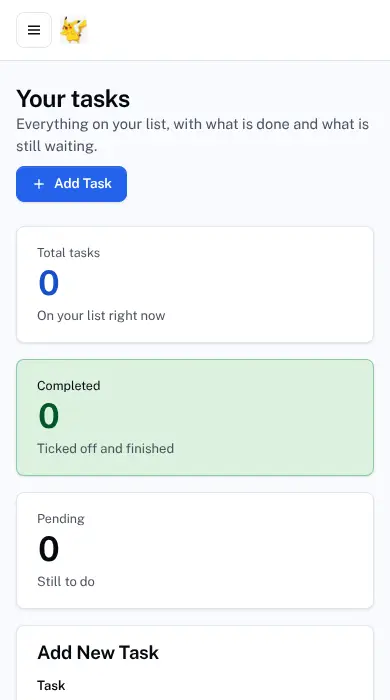 Your tasks
Everything on your list, with what is done and what is
still waiting.
+ Add Task
Total tasks
0
On your list right now
Completed
0
Ticked off and finished
Pending
0
Still to do
Add New Task
Task